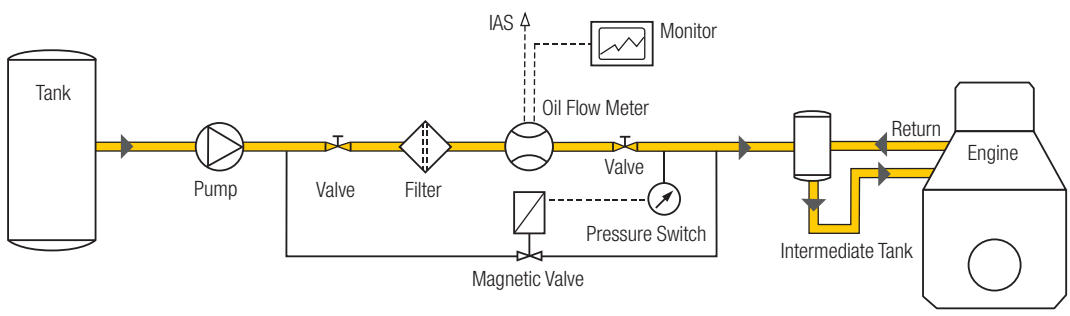 IAS
Monitor
Tank
Oil Flow Meter
Return
Engine
Pump
Valve
Filter
Valve
Pressure Switch
Intermediate Tank
Magnetic Valve